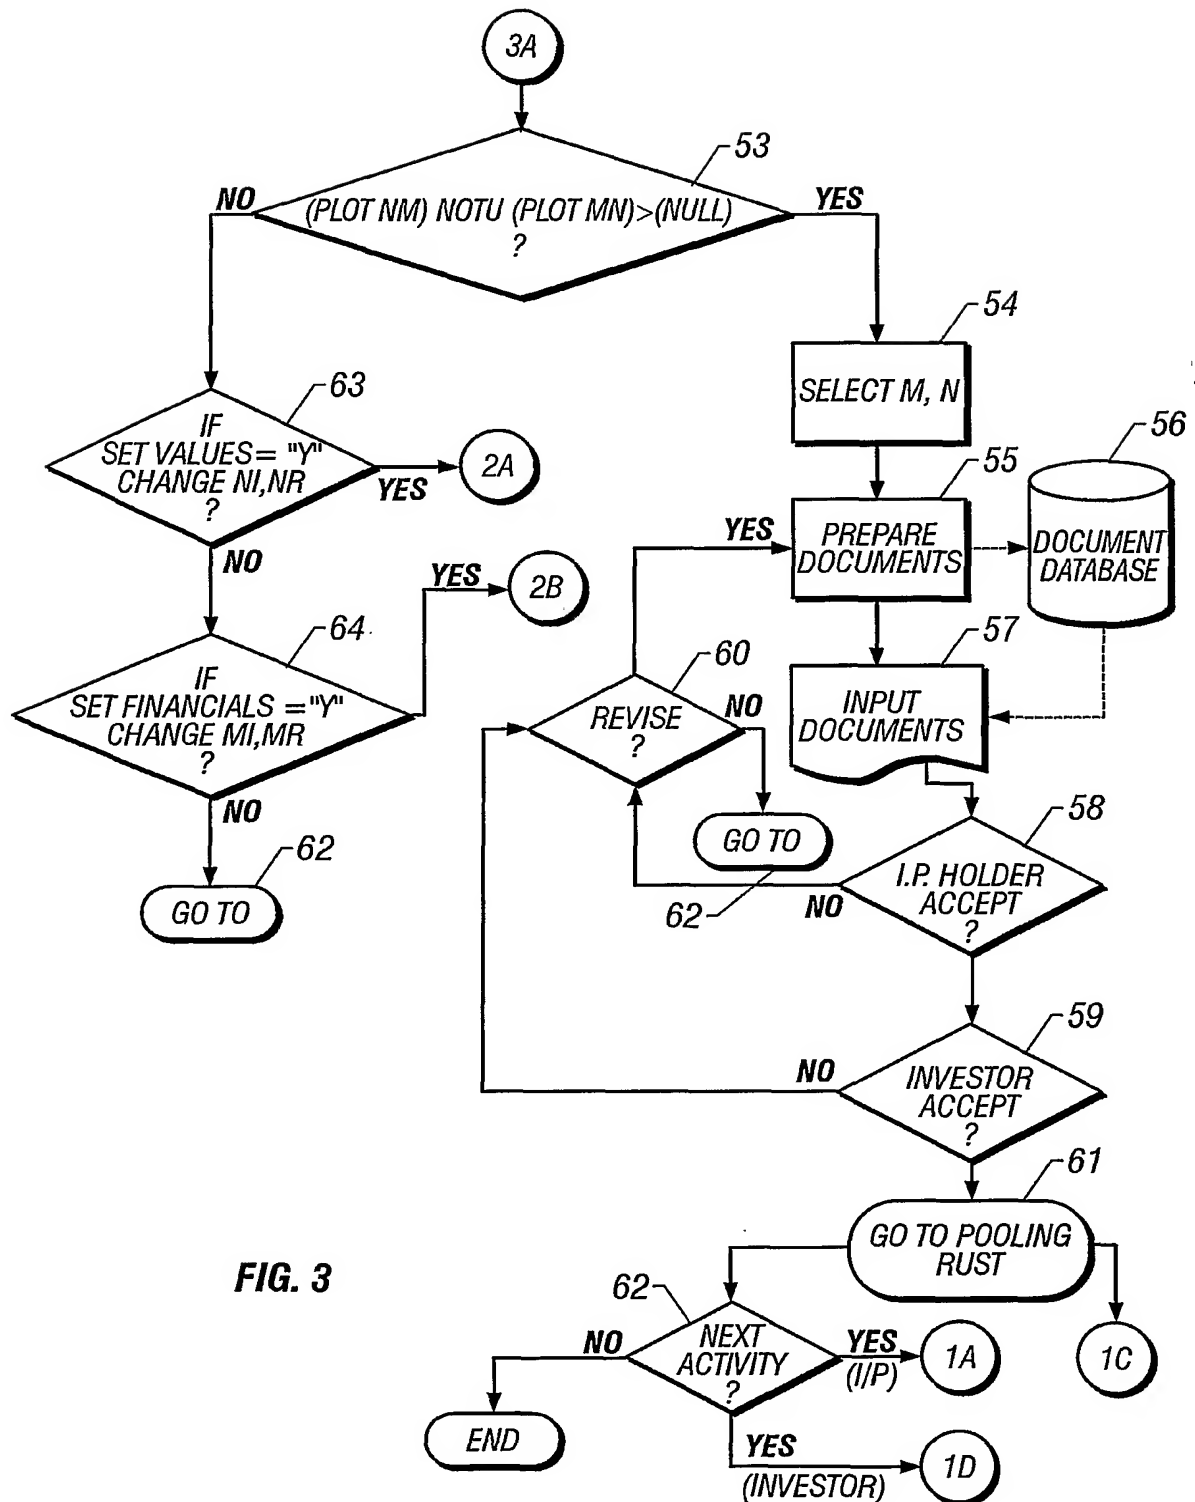 3A
53
NO
(PLOT NM) NOTU (PLOT MN)>(NULL)
?
YES
54
SELECT M, N
63
IF
SET VALUES= "Y"
CHANGE NI,NR
?
YES
2A
NO
55
56
YES
PREPARE
DOCUMENTS
DOCUMENT
DATABASE
YES
2B
64
IF
SET FINANCIALS ="Y"
CHANGE MI,MR
?
NO
62
GO TO
57
INPUT
DOCUMENTS
60
REVISE
?
NO
GO TO
62
58
I.P. HOLDER
ACCEPT
?
NO
59
INVESTOR
ACCEPT
?
NO
61
GO TO POOLING
RUST
FIG. 3
62
NEXT
ACTIVITY
?
NO
YES
(I/P)
1A
1C
END
YES
(INVESTOR)
1D